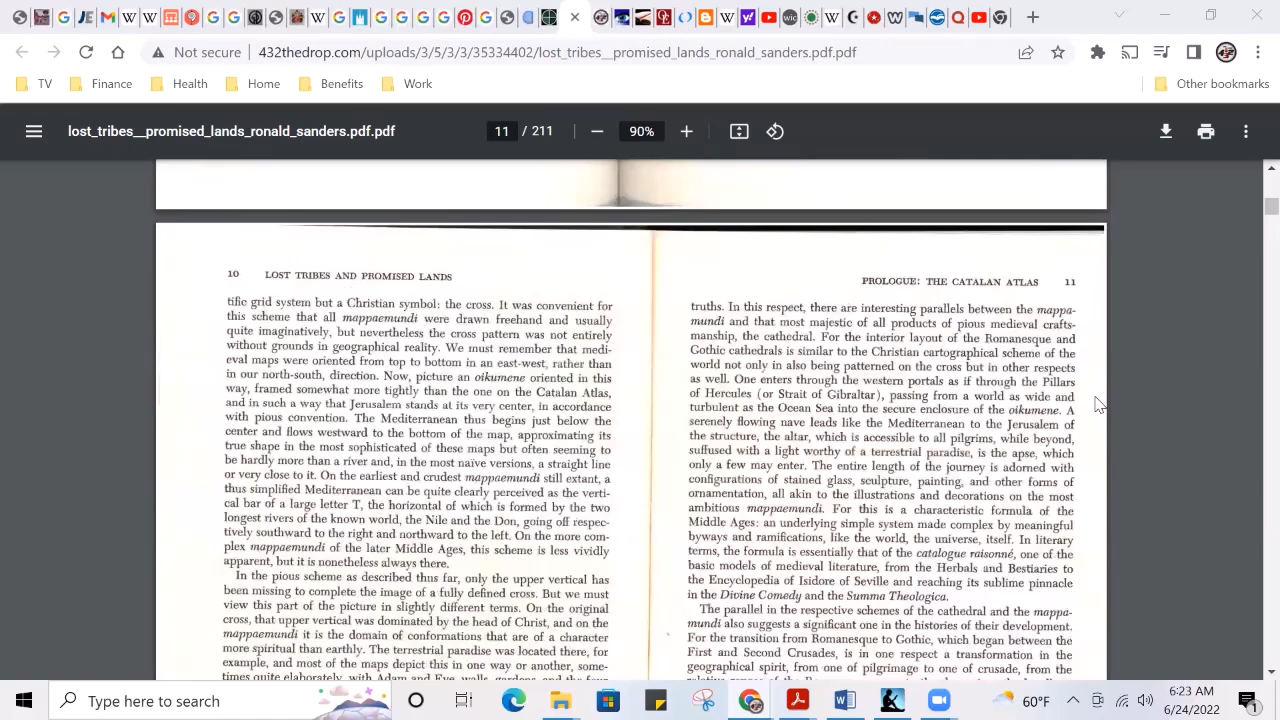 Not secure
432thedrop.com/uploads/3/5/3/3/35334402/lost_tribes__promised_lands_ronald_sanders.pdf.pdf
TV Finance Health Home Benefits Work Other bookmarks
lost_tribes__promised_lands_ronald_sanders.pdf.pdf 11 / 211 90%
10 LOST TRIBES AND PROMISED LANDS
tific grid system but a Christian symbol: the cross. It was convenient for
this scheme that all mappaemundi were drawn freehand and usually
quite imaginatively, but nevertheless the cross pattern was not entirely
without grounds in geographical reality. We must remember that medi-
eval maps were oriented from top to bottom in an east-west, rather than
in our north-south, direction. Now, picture an oikumene oriented in this
way, framed somewhat more tightly than the one on the Catalan Atlas,
and in such a way that Jerusalem stands at its very center, in accordance
with pious convention. The Mediterranean thus begins just below the
center and flows westward to the bottom of the map, approximating its
true shape in the most sophisticated of these maps but often seeming to
be hardly more than a river and, in the most naïve versions, a straight line
or very close to it. On the earliest and crudest mappaemundi still extant, a
thus simplified Mediterranean can be quite clearly perceived as the verti-
cal bar of a large letter T, the horizontal of which is formed by the two
longest rivers of the known world, the Nile and the Don, going off respec-
tively southward to the right and northward to the left. On the more com-
plex mappaemundi of the later Middle Ages, this scheme is less vividly
apparent, but it is nonetheless always there.
In the pious scheme as described thus far, only the upper vertical has
been missing to complete the image of a fully defined cross. But we must
view this part of the picture in slightly different terms. On the original
cross, that upper vertical was dominated by the head of Christ, and on the
mappaemundi it is the domain of conformations that are of a character
more spiritual than earthly. The terrestrial paradise was located there, for
example, and most of the maps depict this in one way or another, some-
times quite elaborately, with Adam and Eve, walls, gardens, and the four
PROLOGUE: THE CATALAN ATLAS 11
truths. In this respect, there are interesting parallels between the mappa-
mundi and that most majestic of all products of pious medieval crafts-
manship, the cathedral. For the interior layout of the Romanesque and
Gothic cathedrals is similar to the Christian cartographical scheme of the
world not only in also being patterned on the cross but in other respects
as well. One enters through the western portals as if through the Pillars
of Hercules (or Strait of Gibraltar), passing from a world as wide and
turbulent as the Ocean Sea into the secure enclosure of the oikumene. A
serenely flowing nave leads like the Mediterranean to the Jerusalem of
the structure, the altar, which is accessible to all pilgrims, while beyond,
suffused with a light worthy of a terrestrial paradise, is the apse, which
only a few may enter. The entire length of the journey is adorned with
configurations of stained glass, sculpture, painting, and other forms of
ornamentation, all akin to the illustrations and decorations on the most
ambitious mappaemundi. For this is a characteristic formula of the
Middle Ages: an underlying simple system made complex by meaningful
byways and ramifications, like the world, the universe, itself. In literary
terms, the formula is essentially that of the catalogue raisonné, one of the
basic models of medieval literature, from the Herbals and Bestiaries to
the Encyclopedia of Isidore of Seville and reaching its sublime pinnacle
in the Divine Comedy and the Summa Theologica.
The parallel in the respective schemes of the cathedral and the mappa-
mundi also suggests a significant one in the histories of their development.
For the transition from Romanesque to Gothic, which began between the
First and Second Crusades, is in one respect a transformation in the
geographical spirit, from one of pilgrimage to one of crusade, from the
Type here to search
60°F
6:23 AM
6/24/2022